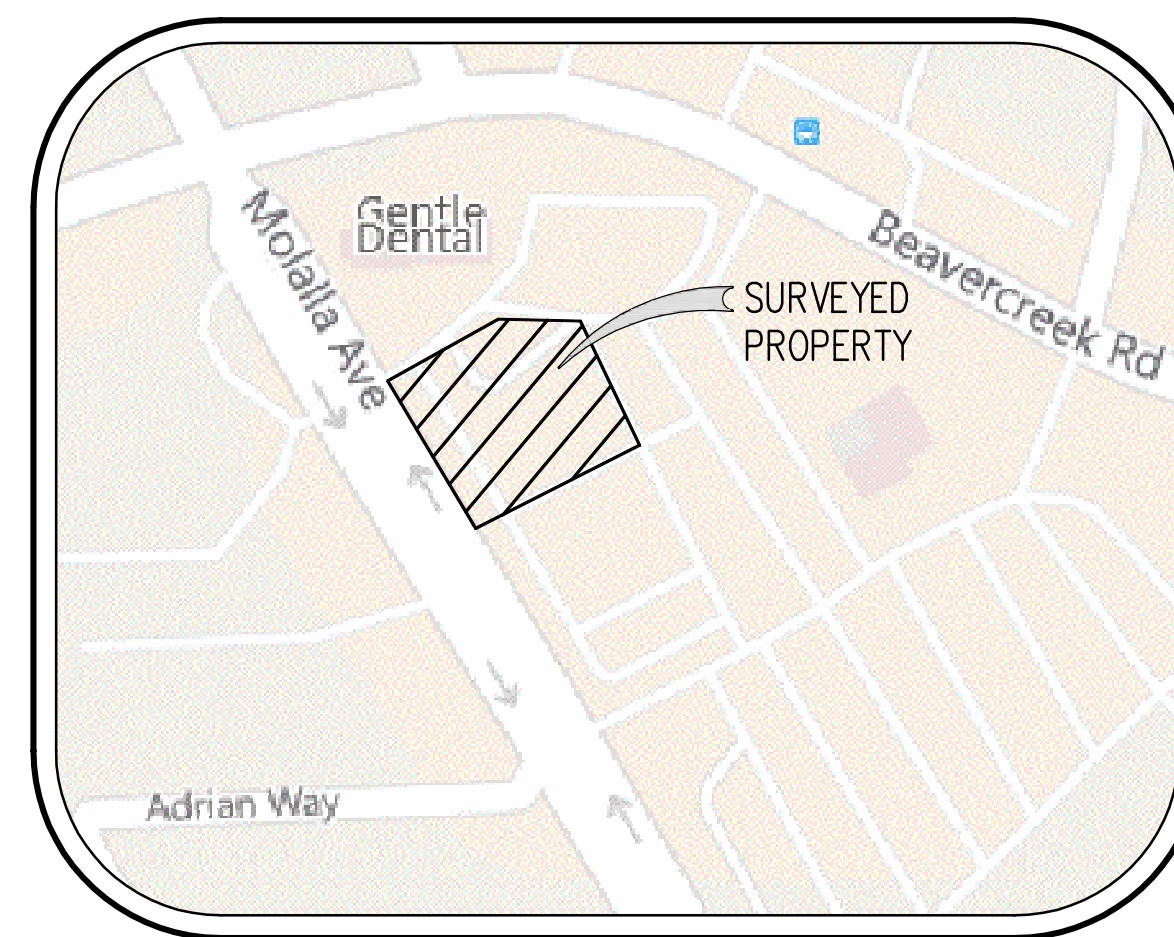 Gentle
Dental
Molalla Ave
Beavercreek Rd
SURVEYED
PROPERTY
Adrian Way